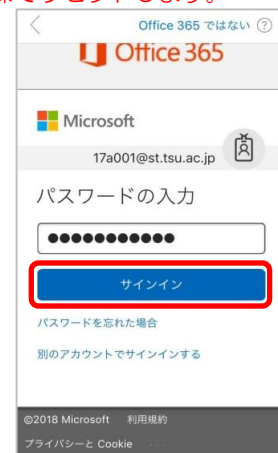 Office 365 ではない
Office 365
Microsoft
17a001@st.tsu.ac.jp
パスワードの入力
サインイン
パスワードを忘れた場合
別のアカウントでサインインする
©2018 Microsoft 利用規約
プライバシーと Cookie ...